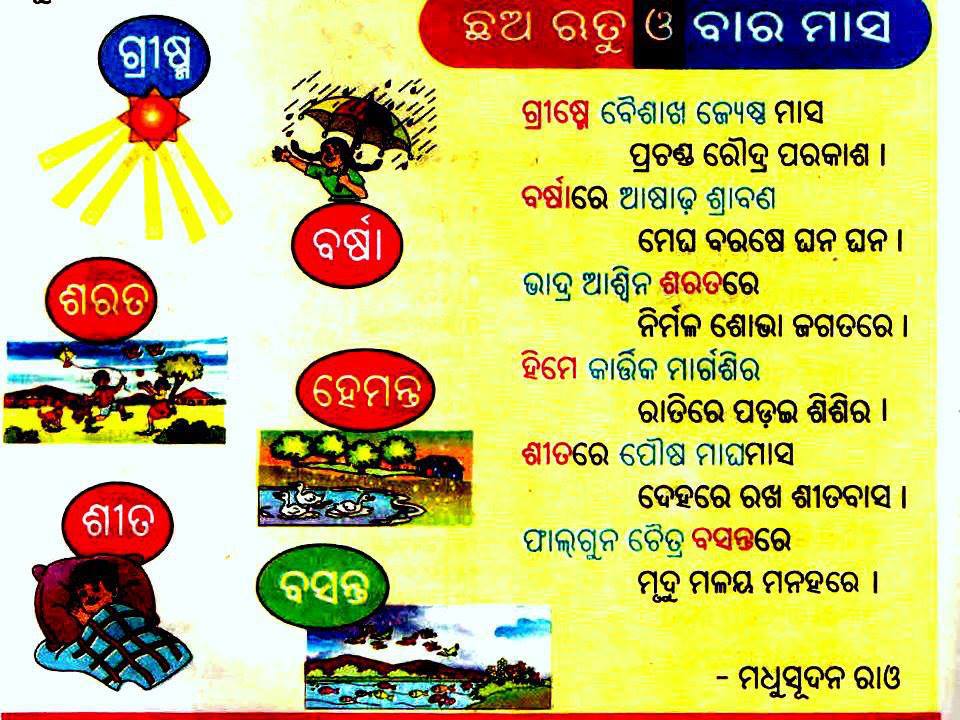 ଛଅ ଋତୁ ଓ ବାର ମାସ
ଗ୍ରୀଷ୍ମ
ବର୍ଷା
ଶରତ
ହେମନ୍ତ
ଶୀତ
ବସନ୍ତ
ଗ୍ରୀଷ୍ମେ ବୈଶାଖ ଜ୍ୟେଷ୍ଠ ମାସ
ପ୍ରଚଣ୍ଡ ରୌଦ୍ର ପରକାଶ ।
ବର୍ଷାରେ ଆଷାଢ଼ ଶ୍ରାବଣ
ମେଘ ବରଷେ ଘନ ଘନ ।
ଭାଦ୍ର ଆଶ୍ୱିନ ଶରତରେ
ନିର୍ମଳ ଶୋଭା ଜଗତରେ ।
ହିମେ କାର୍ତ୍ତିକ ମାର୍ଗଶିର
ରାତିରେ ପଡ଼ଇ ଶିଶିର ।
ଶୀତରେ ପୌଷ ମାଘମାସ
ଦେହରେ ରଖ ଶୀତବାସ ।
ଫାଲ୍‌ଗୁନ ଚୈତ୍ର ବସନ୍ତରେ
ମୃଦୁ ମଳୟ ମନହରେ ।
- ମଧୁସୂଦନ ରାଓ